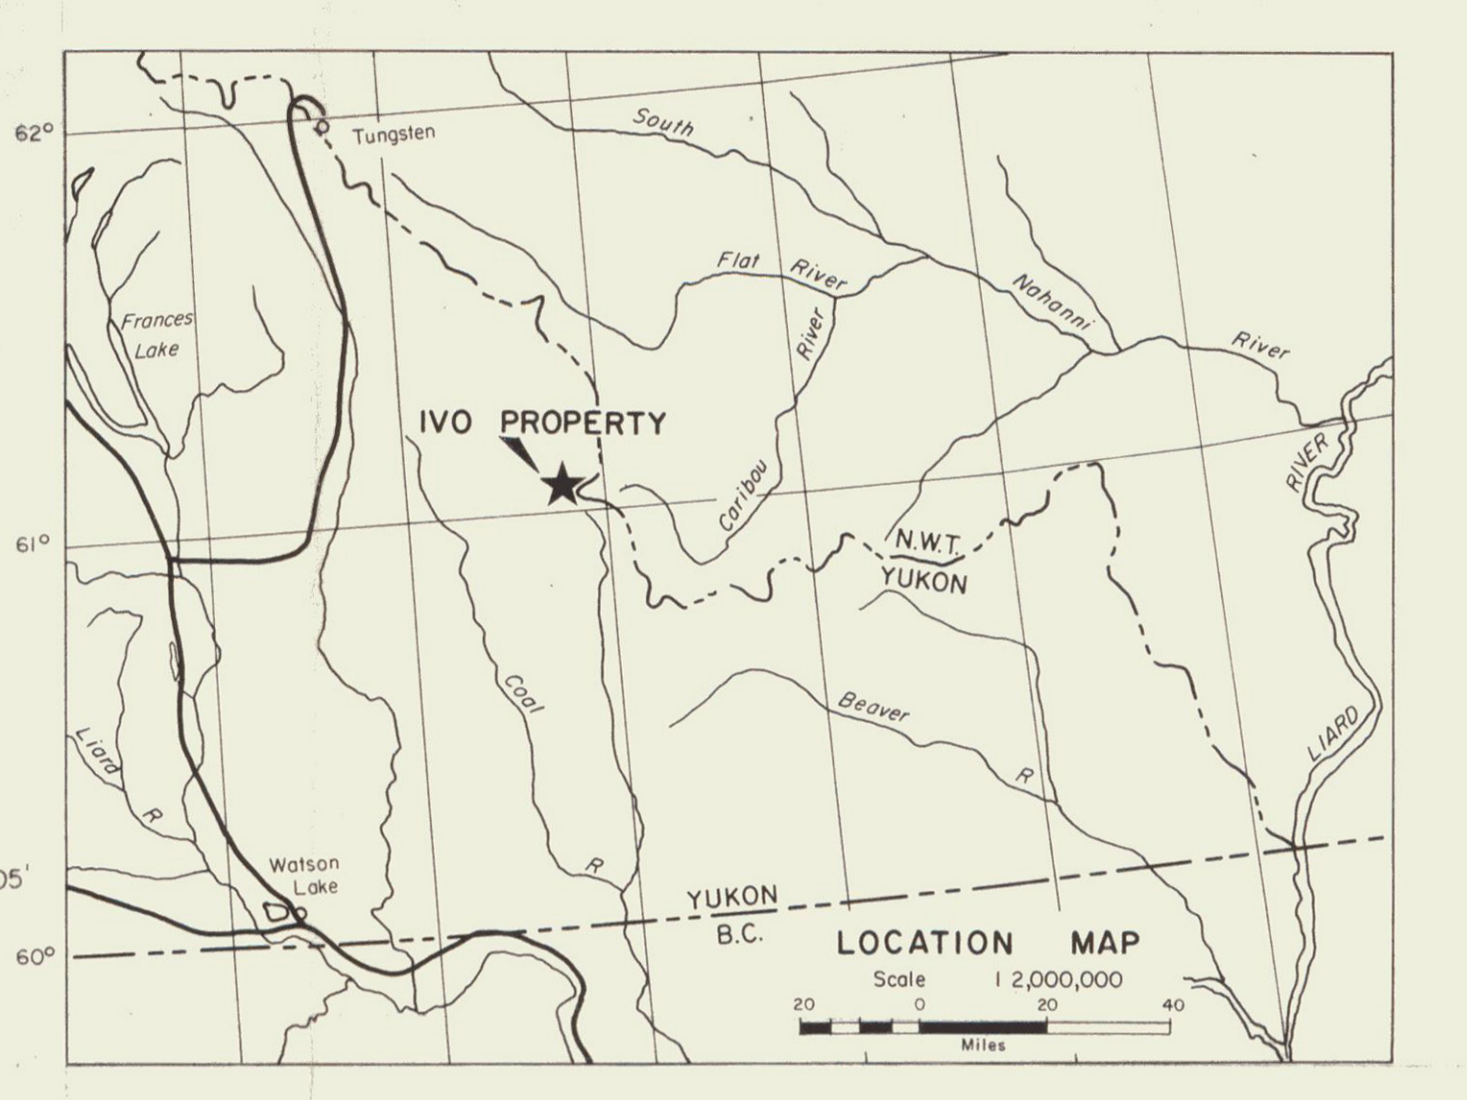 62°
Tungsten
South
Flat River
Nahanni
River
Frances
Lake
River
IVO PROPERTY
RIVER
Caribou
61°
N.W.T.
YUKON
Coal
Beaver
R
LIARD
Liard
R
Watson
Lake
R
05'
YUKON
B.C.
60°
LOCATION MAP
Scale 1 2,000,000
20 0 20 40
Miles